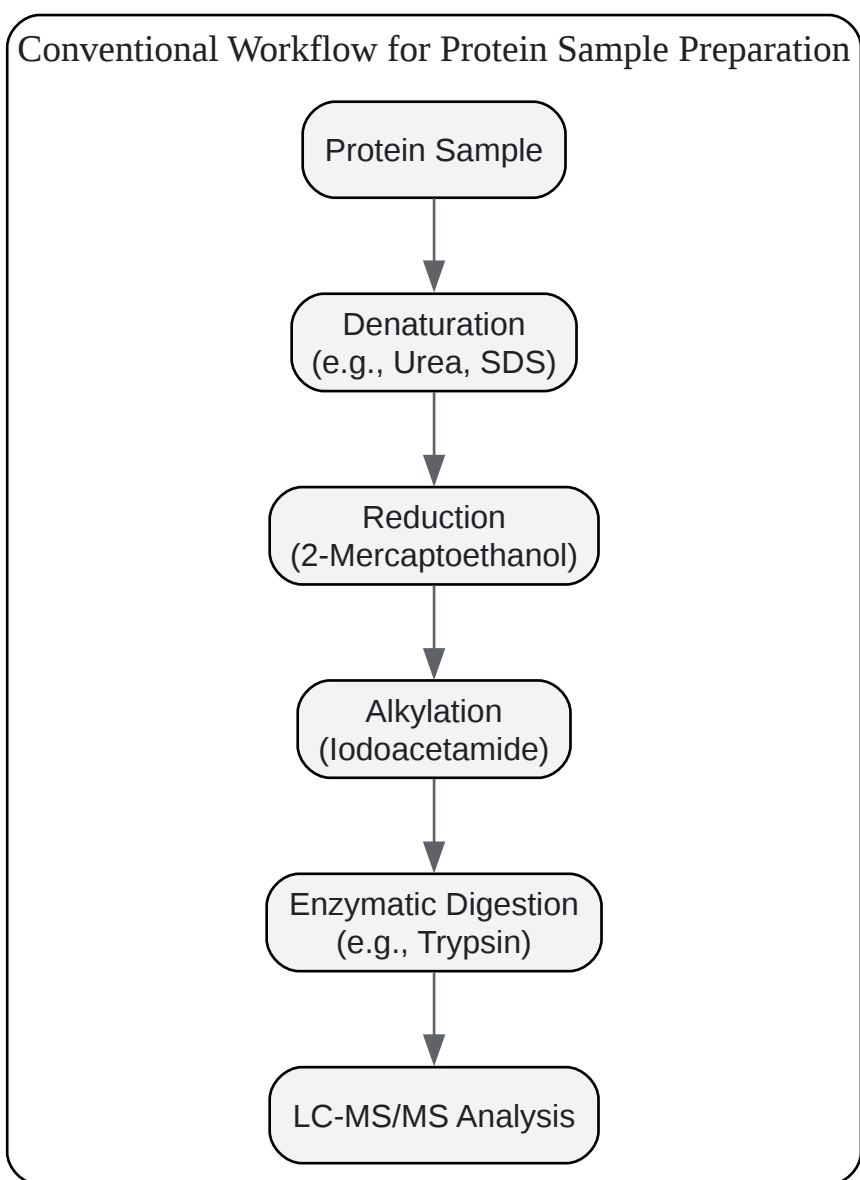 Conventional Workflow for Protein Sample Preparation
Protein Sample
Denaturation
(e.g., Urea, SDS)
Reduction
(2-Mercaptoethanol)
Alkylation
(Iodoacetamide)
Enzymatic Digestion
(e.g., Trypsin)
LC-MS/MS Analysis